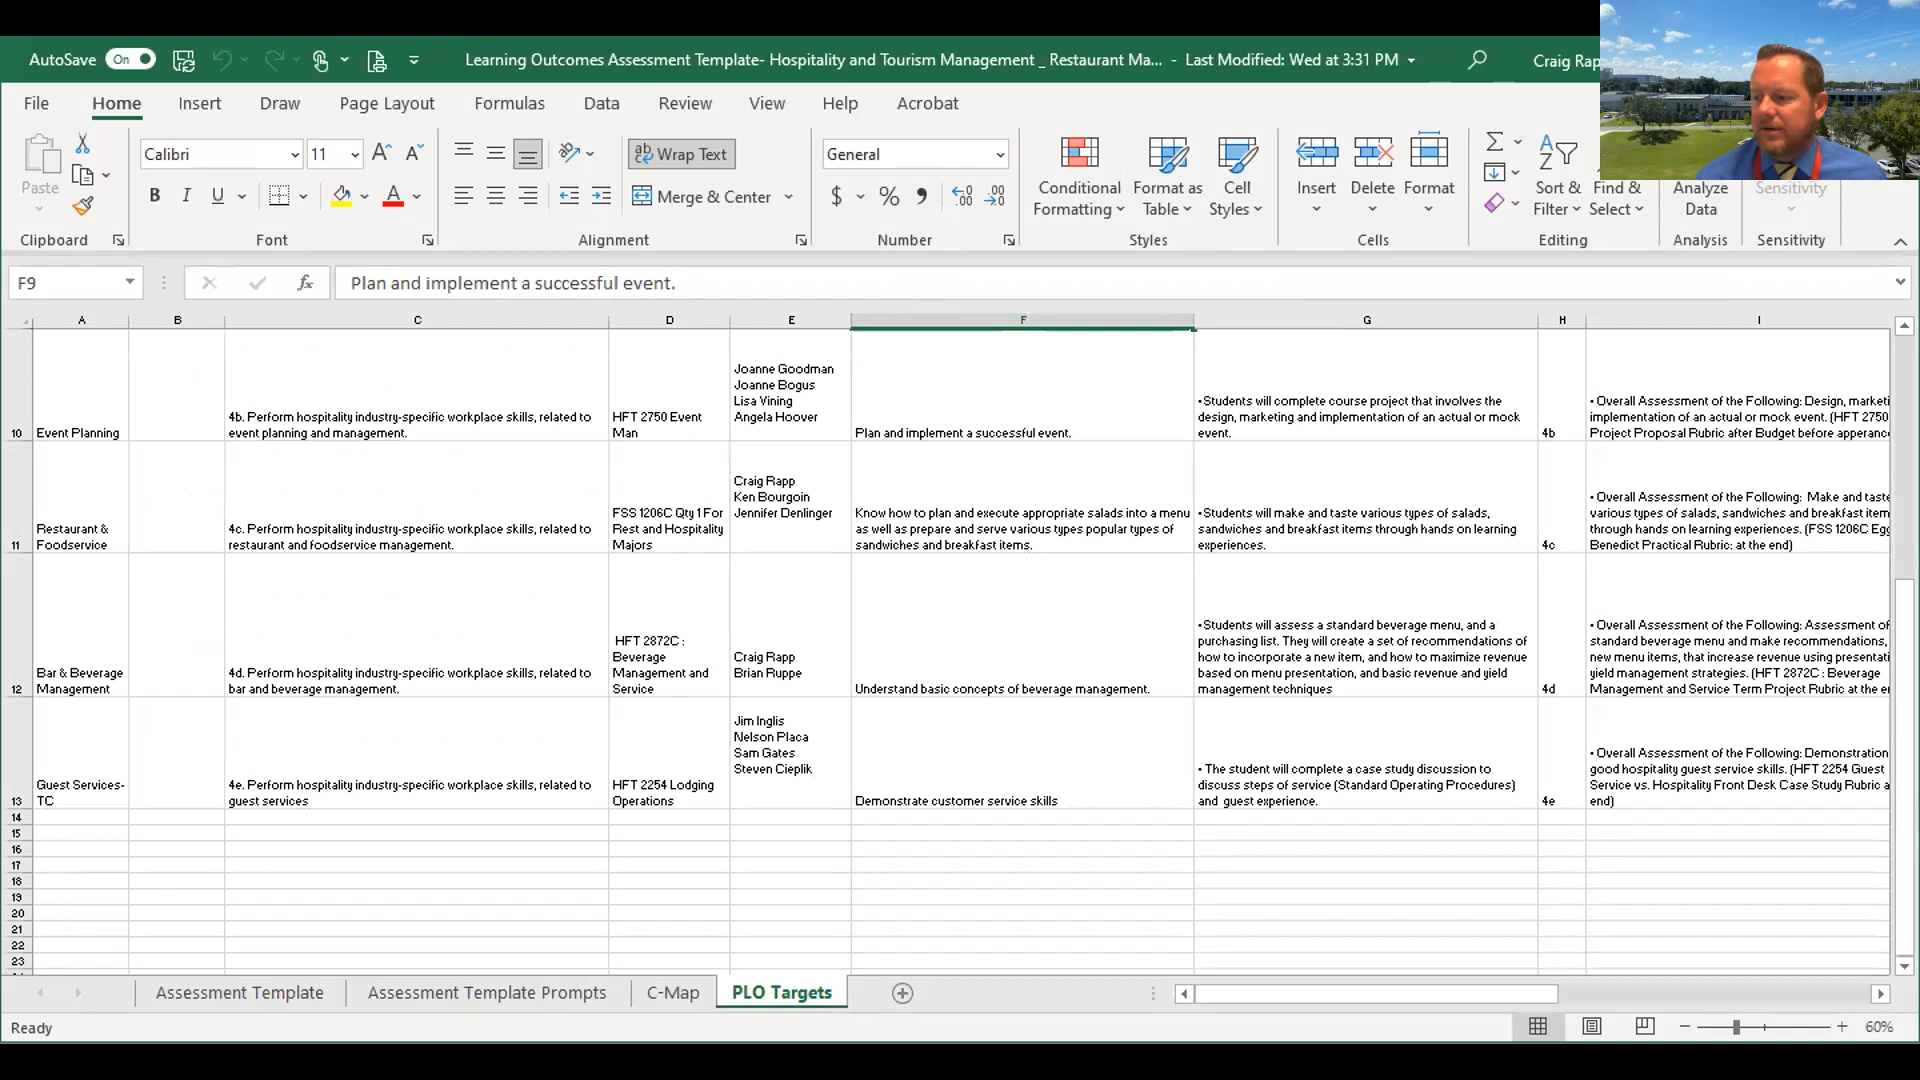 AutoSave On Learning Outcomes Assessment Template- Hospitality and Tourism Management _ Restaurant Ma... - Last Modified: Wed at 3:31 PM Craig Rap
File Home Insert Draw Page Layout Formulas Data Review View Help Acrobat
Paste
Clipboard
Calibri 11
B I U
Font
Wrap Text
Merge & Center
Alignment
General
$ %
Number
Conditional Formatting
Format as Table
Cell Styles
Styles
Insert Delete Format
Cells
Sort & Filter
Find & Select
Editing
Analyze Data
Analysis
Sensitivity
Sensitivity
F9 fx Plan and implement a successful event.
A B C D E F G H I
10
Event Planning
4b. Perform hospitality industry-specific workplace skills, related to
event planning and management.
HFT 2750 Event
Man
Joanne Goodman
Joanne Bogus
Lisa Vining
Angela Hoover
Plan and implement a successful event.
•Students will complete course project that involves the
design, marketing and implementation of an actual or mock
event.
4b
• Overall Assessment of the Following: Design, marketi
implementation of an actual or mock event. (HFT 2750
Project Proposal Rubric after Budget before apperanc
11
Restaurant &
Foodservice
4c. Perform hospitality industry-specific workplace skills, related to
restaurant and foodservice management.
FSS 1206C Qty 1 For
Rest and Hospitality
Majors
Craig Rapp
Ken Bourgoin
Jennifer Denlinger
Know how to plan and execute appropriate salads into a menu
as well as prepare and serve various types popular types of
sandwiches and breakfast items.
•Students will make and taste various types of salads,
sandwiches and breakfast items through hands on learning
experiences.
4c
• Overall Assessment of the Following: Make and taste
various types of salads, sandwiches and breakfast item
through hands on learning experiences. (FSS 1206C Egg
Benedict Practical Rubric: at the end)
12
Bar & Beverage
Management
4d. Perform hospitality industry-specific workplace skills, related to
bar and beverage management.
HFT 2872C :
Beverage
Management and
Service
Craig Rapp
Brian Ruppe
Understand basic concepts of beverage management.
•Students will assess a standard beverage menu, and a
purchasing list. They will create a set of recommendations of
how to incorporate a new item, and how to maximize revenue
based on menu presentation, and basic revenue and yield
management techniques
4d
• Overall Assessment of the Following: Assessment of
standard beverage menu and make recommendations,
new menu items, that increase revenue using presentati
yield management strategies. (HFT 2872C : Beverage
Management and Service Term Project Rubric at the e
13
Guest Services-
TC
4e. Perform hospitality industry-specific workplace skills, related to
guest services
HFT 2254 Lodging
Operations
Jim Inglis
Nelson Placa
Sam Gates
Steven Cieplik
Demonstrate customer service skills
• The student will complete a case study discussion to
discuss steps of service (Standard Operating Procedures)
and guest experience.
4e
• Overall Assessment of the Following: Demonstration
good hospitality guest service skills. (HFT 2254 Guest
Service vs. Hospitality Front Desk Case Study Rubric a
end)
14
15
16
17
18
19
20
21
22
23
Assessment Template Assessment Template Prompts C-Map PLO Targets
Ready 60%